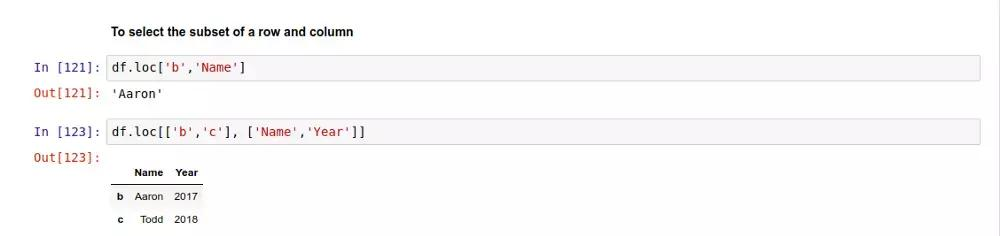 To select the subset of a row and column
In [121]: df.loc['b','Name']
Out[121]: 'Aaron'
In [123]: df.loc[['b','c'], ['Name','Year']]
Out[123]:
Name Year
b Aaron 2017
c Todd 2018